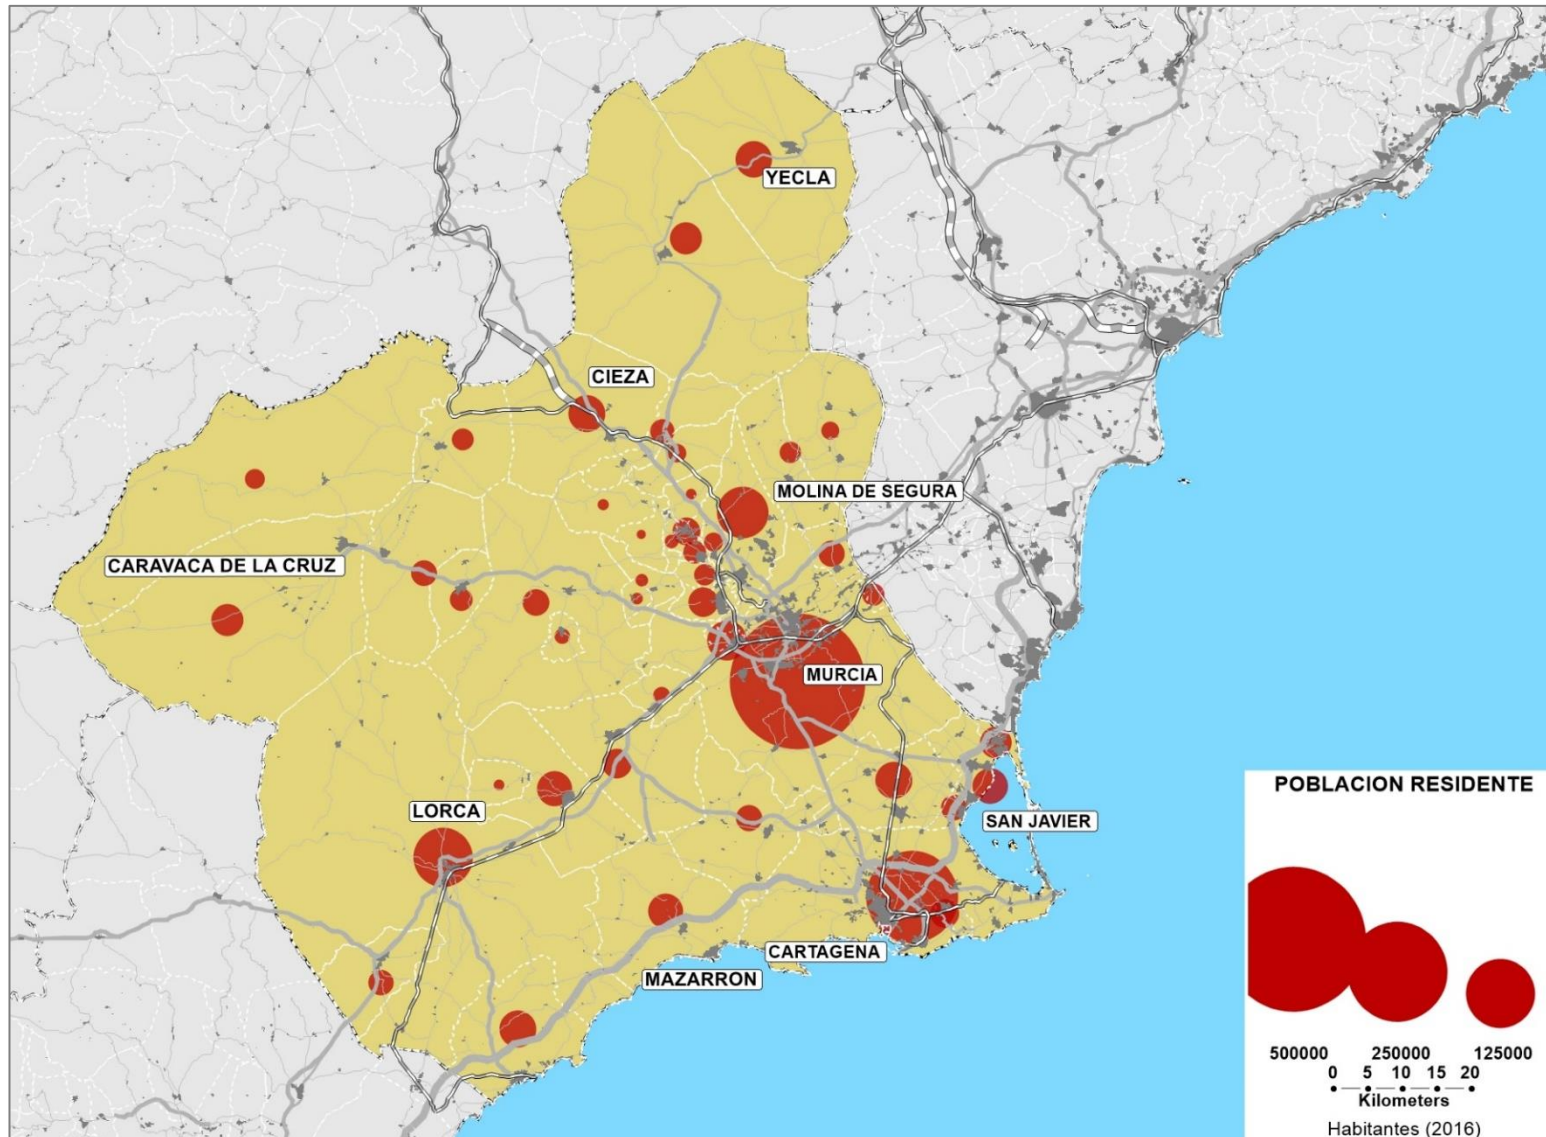 YECLA
CIEZA
MOLINA DE SEGURA
CARAVACA DE LA CRUZ
MURCIA
LORCA
SAN JAVIER
CARTAGENA
MAZARRON
POBLACION RESIDENTE
500000 250000 125000
0 5 10 15 20
Kilometers
Habitantes (2016)